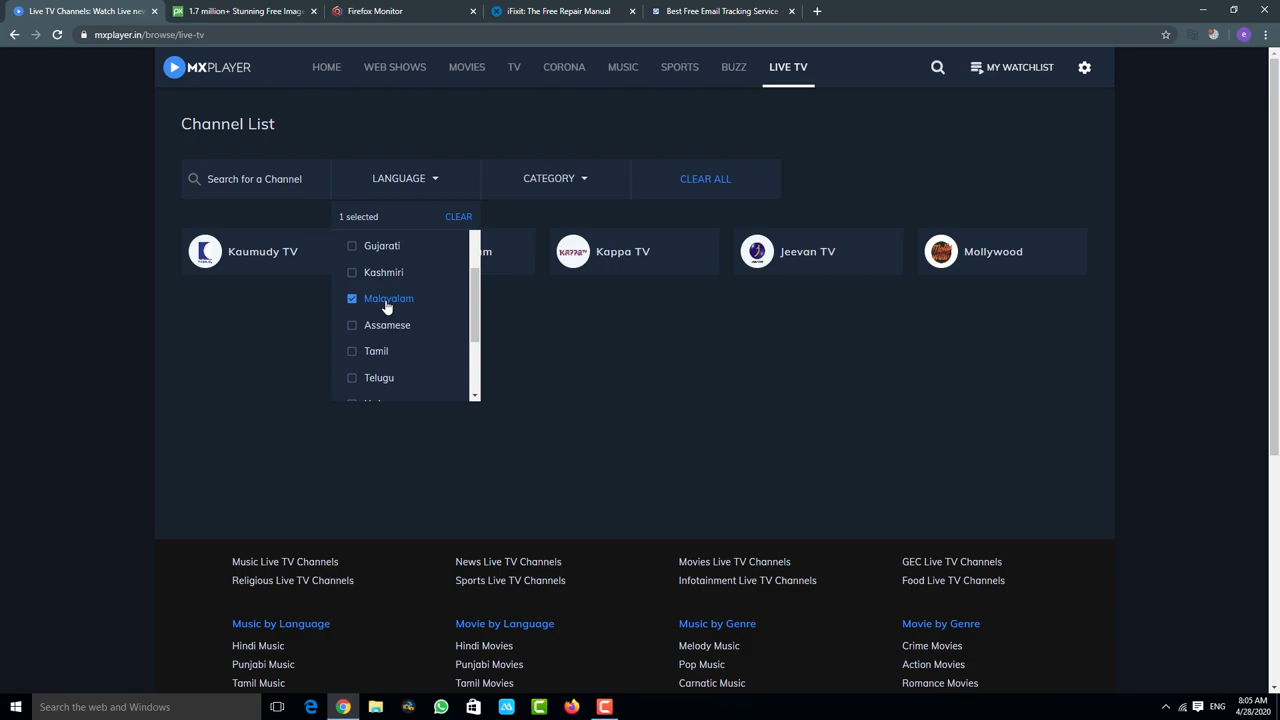 Live TV Channels: Watch Live nev
1.7 million+ Stunning Free Image
Firefox Monitor
iFixit: The Free Repair Manual
Best Free Email Tracking Service
mxplayer.in/browse/live-tv
e
MXPLAYER
HOME
WEB SHOWS
MOVIES
TV
CORONA
MUSIC
SPORTS
BUZZ
LIVE TV
MY WATCHLIST
Channel List
Search for a Channel
LANGUAGE
CATEGORY
CLEAR ALL
1 selected
CLEAR
Gujarati
Kashmiri
Malayalam
Assamese
Tamil
Telugu
Kaumudy TV
m
KAPPA TV
Kappa TV
Jeevan TV
Mollywood
Music Live TV Channels
News Live TV Channels
Movies Live TV Channels
GEC Live TV Channels
Religious Live TV Channels
Sports Live TV Channels
Infotainment Live TV Channels
Food Live TV Channels
Music by Language
Movie by Language
Music by Genre
Movie by Genre
Hindi Music
Hindi Movies
Melody Music
Crime Movies
Punjabi Music
Punjabi Movies
Pop Music
Action Movies
Tamil Music
Tamil Movies
Carnatic Music
Romance Movies
Search the web and Windows
ENG
8:05 AM
4/28/2020